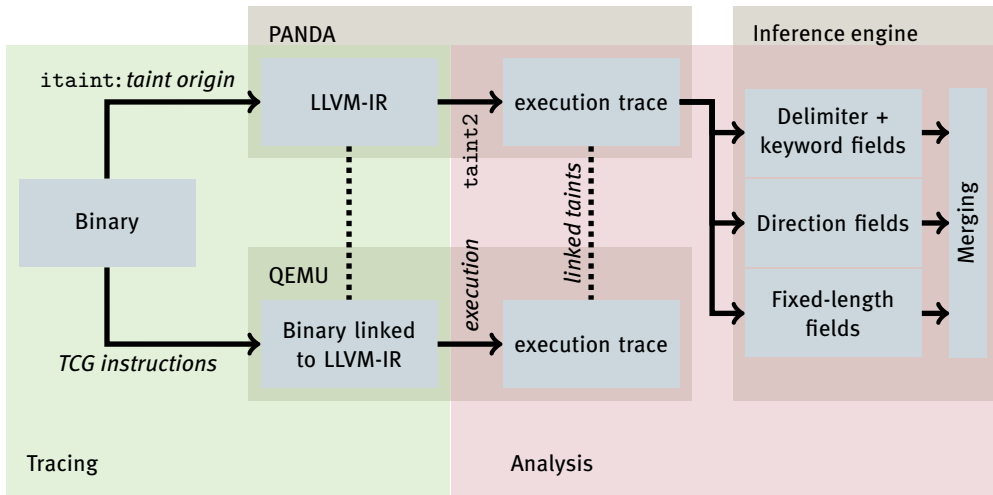 PANDA
Inference engine
itaint: taint origin
LLVM-IR
taint2
execution trace
Delimiter +
keyword fields
Binary
linked taints
Direction fields
Merging
QEMU
execution
Binary linked
to LLVM-IR
execution trace
Fixed-length
fields
TCG instructions
Tracing
Analysis